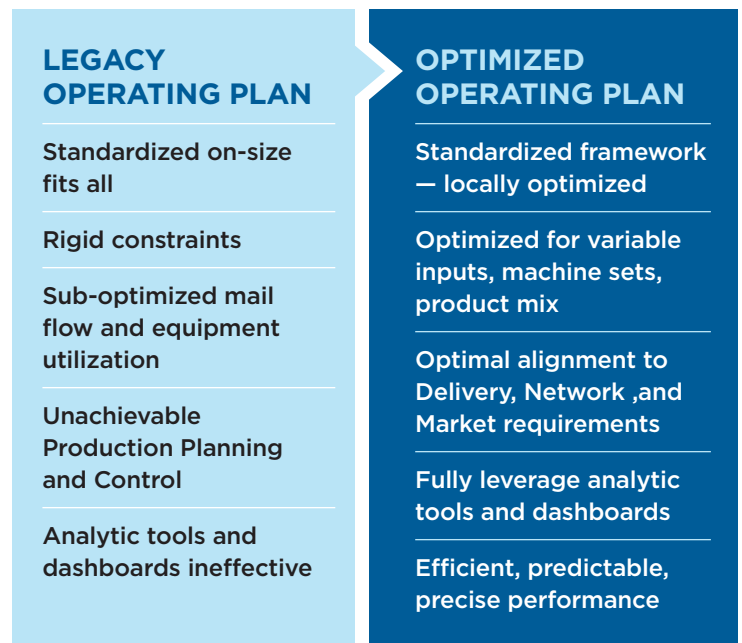 LEGACY
OPERATING PLAN
Standardized on-size
fits all
Rigid constraints
Sub-optimized mail
flow and equipment
utilization
Unachievable
Production Planning
and Control
Analytic tools and
dashboards ineffective
OPTIMIZED
OPERATING PLAN
Standardized framework
— locally optimized
Optimized for variable
inputs, machine sets,
product mix
Optimal alignment to
Delivery, Network ,and
Market requirements
Fully leverage analytic
tools and dashboards
Efficient, predictable,
precise performance